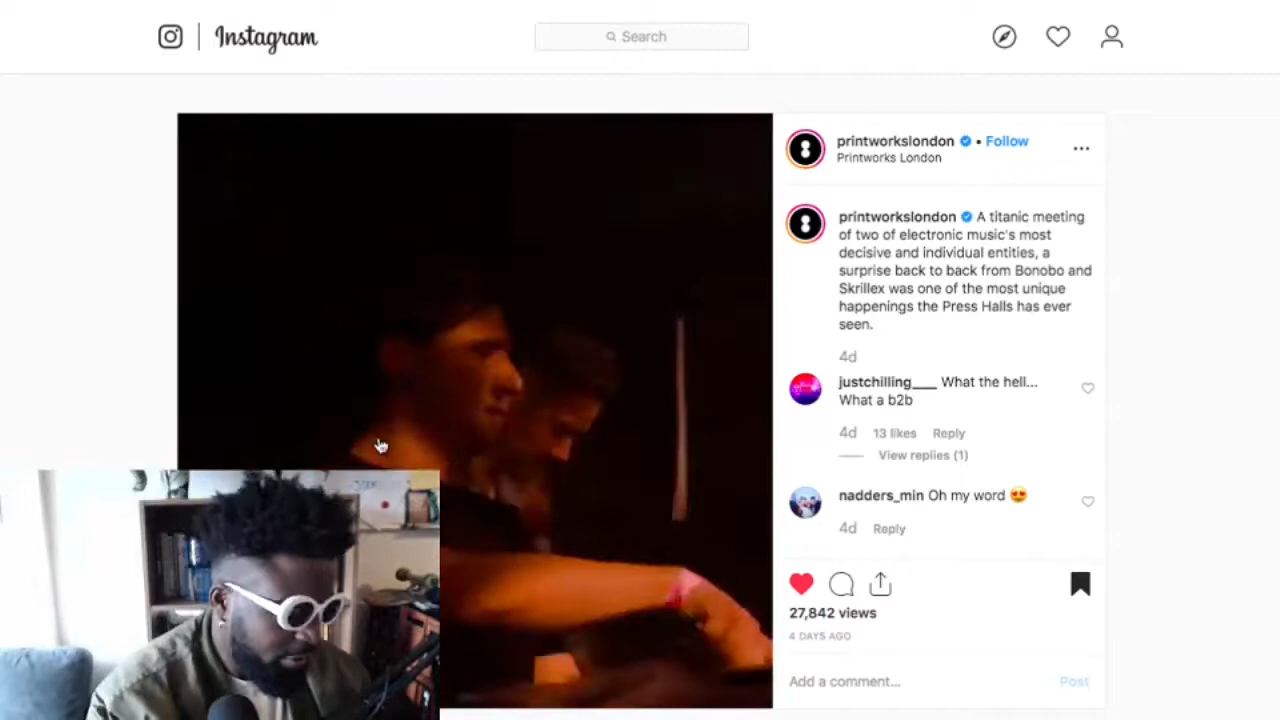 Instagram
Search
printworkslondon • Follow
Printworks London
printworkslondon A titanic meeting
of two of electronic music's most
decisive and individual entities, a
surprise back to back from Bonobo and
Skrillex was one of the most unique
happenings the Press Halls has ever
seen.
4d
justchilling___ What the hell...
What a b2b
4d 13 likes Reply
View replies (1)
nadders_min Oh my word 😍
4d Reply
27,842 views
4 DAYS AGO
Add a comment... Post